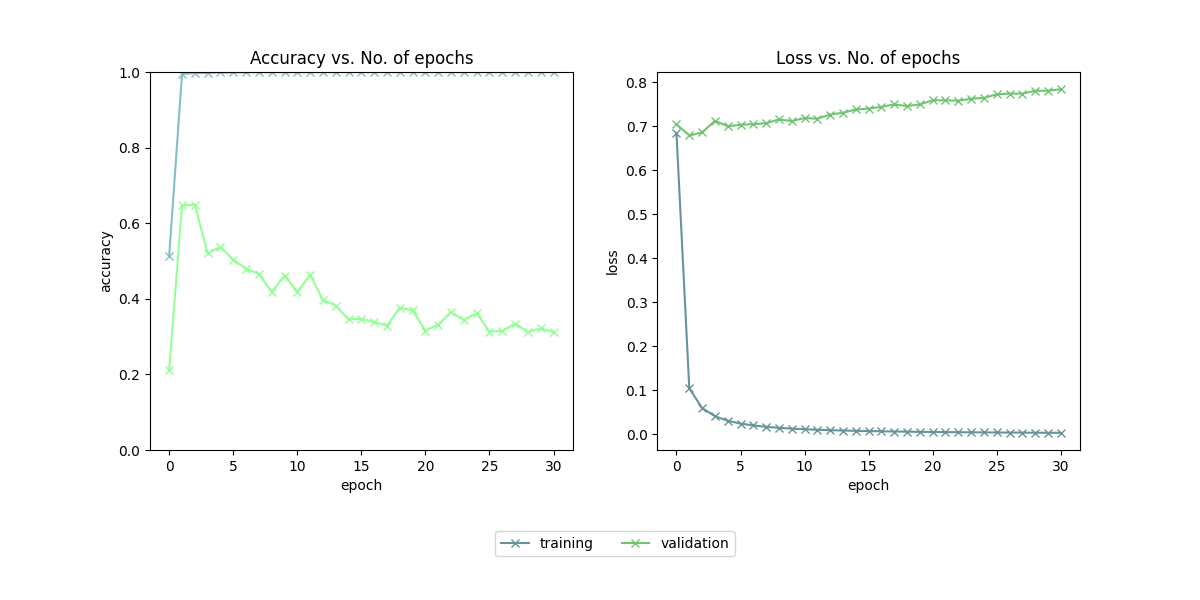 Accuracy vs. No. of epochs
1.0
0.8
0.6
0.4
0.2
0.0
accuracy
0 5 10 15 20 25 30
epoch
Loss vs. No. of epochs
0.8
0.7
0.6
0.5
0.4
0.3
0.2
0.1
0.0
loss
0 5 10 15 20 25 30
epoch
training validation